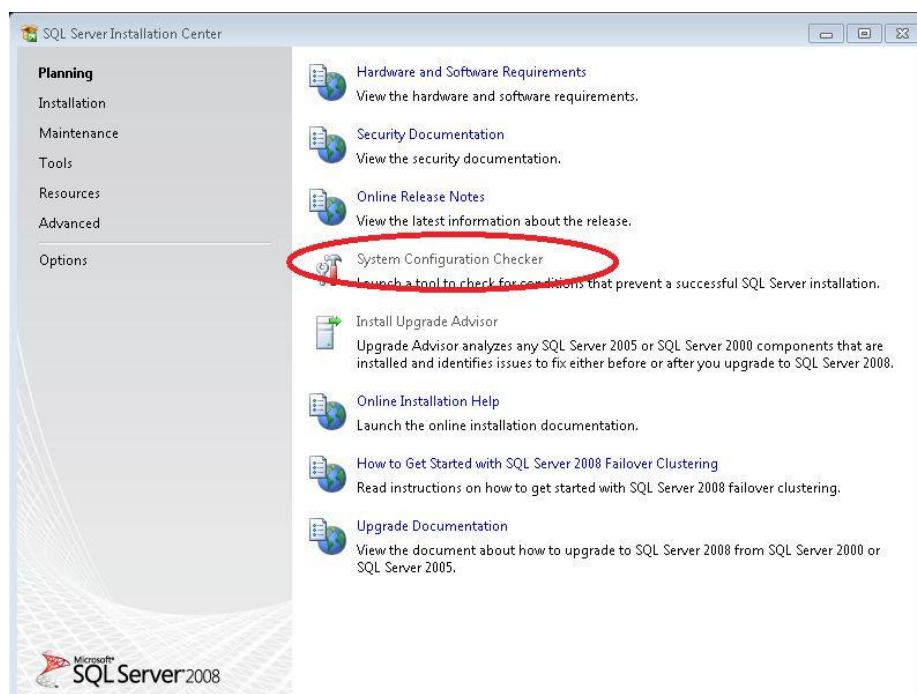 SQL Server Installation Center
Planning
Installation
Maintenance
Tools
Resources
Advanced
Options
Hardware and Software Requirements
View the hardware and software requirements.
Security Documentation
View the security documentation.
Online Release Notes
View the latest information about the release.
System Configuration Checker
Launch a tool to check for conditions that prevent a successful SQL Server installation.
Install Upgrade Advisor
Upgrade Advisor analyzes any SQL Server 2005 or SQL Server 2000 components that are
installed and identifies issues to fix either before or after you upgrade to SQL Server 2008.
Online Installation Help
Launch the online installation documentation.
How to Get Started with SQL Server 2008 Failover Clustering
Read instructions on how to get started with SQL Server 2008 failover clustering.
Upgrade Documentation
View the document about how to upgrade to SQL Server 2008 from SQL Server 2000 or
SQL Server 2005.
Microsoft
SQL Server 2008